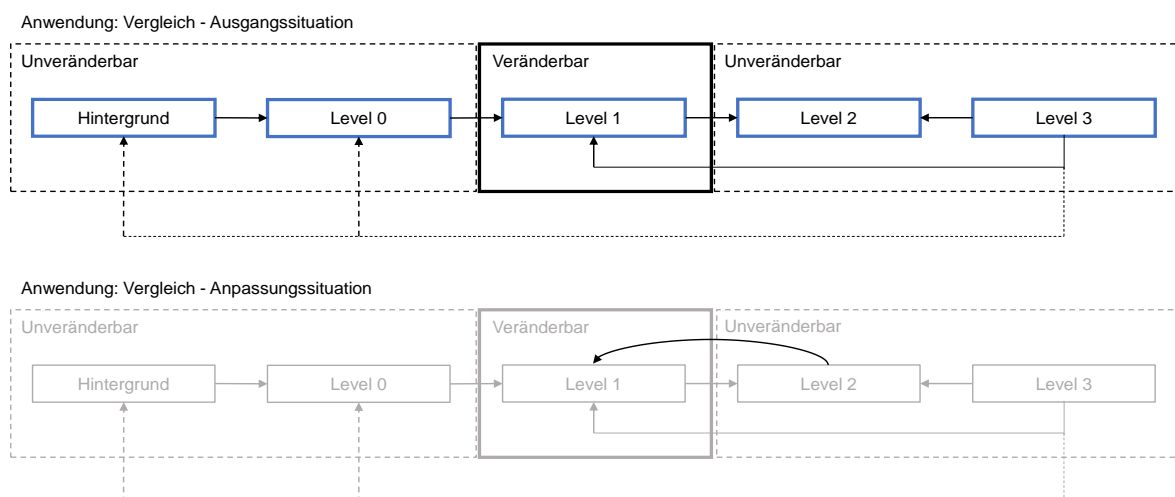 Anwendung: Vergleich - Ausgangssituation
Unveränderbar Veränderbar Unveränderbar
Hintergrund Level 0 Level 1 Level 2 Level 3
Anwendung: Vergleich - Anpassungssituation
Unveränderbar Veränderbar Unveränderbar
Hintergrund Level 0 Level 1 Level 2 Level 3